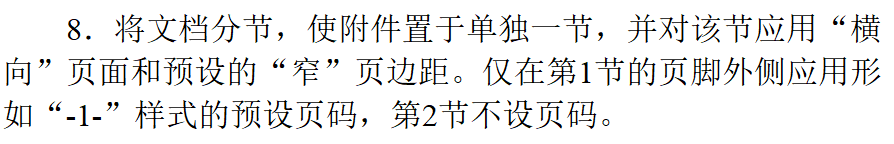 8．将文档分节，使附件置于单独一节，并对该节应用“横
向”页面和预设的“窄”页边距。仅在第1节的页脚外侧应用形
如“-1-”样式的预设页码，第2节不设页码。